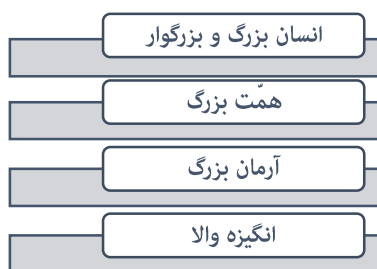 انسان بزرگ و بزرگوار
همّت بزرگ
آرمان بزرگ
انگیزه والا